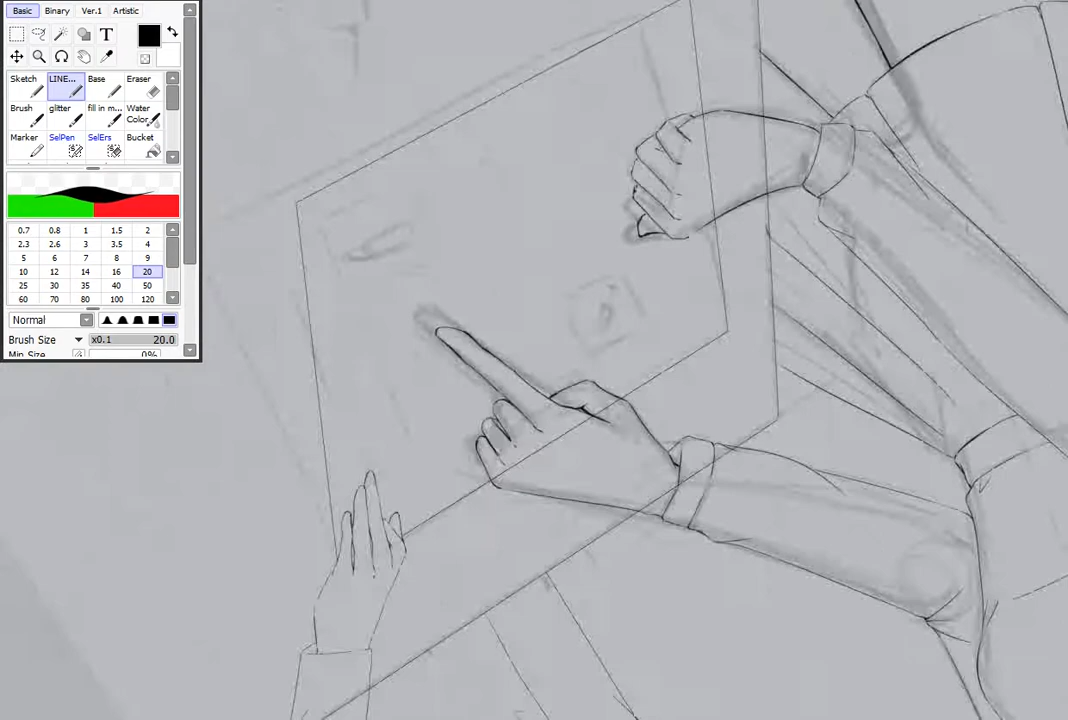 Basic Binary Ver.1 Artistic
T
Sketch LINE... Base Eraser
Brush glitter fill in m... Water Color
Marker SelPen SelErs Bucket
0.7 0.8 1 1.5 2
2.3 2.6 3 3.5 4
5 6 7 8 9
10 12 14 16 20
25 30 35 40 50
60 70 80 100 120
Normal
Brush Size x0.1 20.0
Min Size 0%